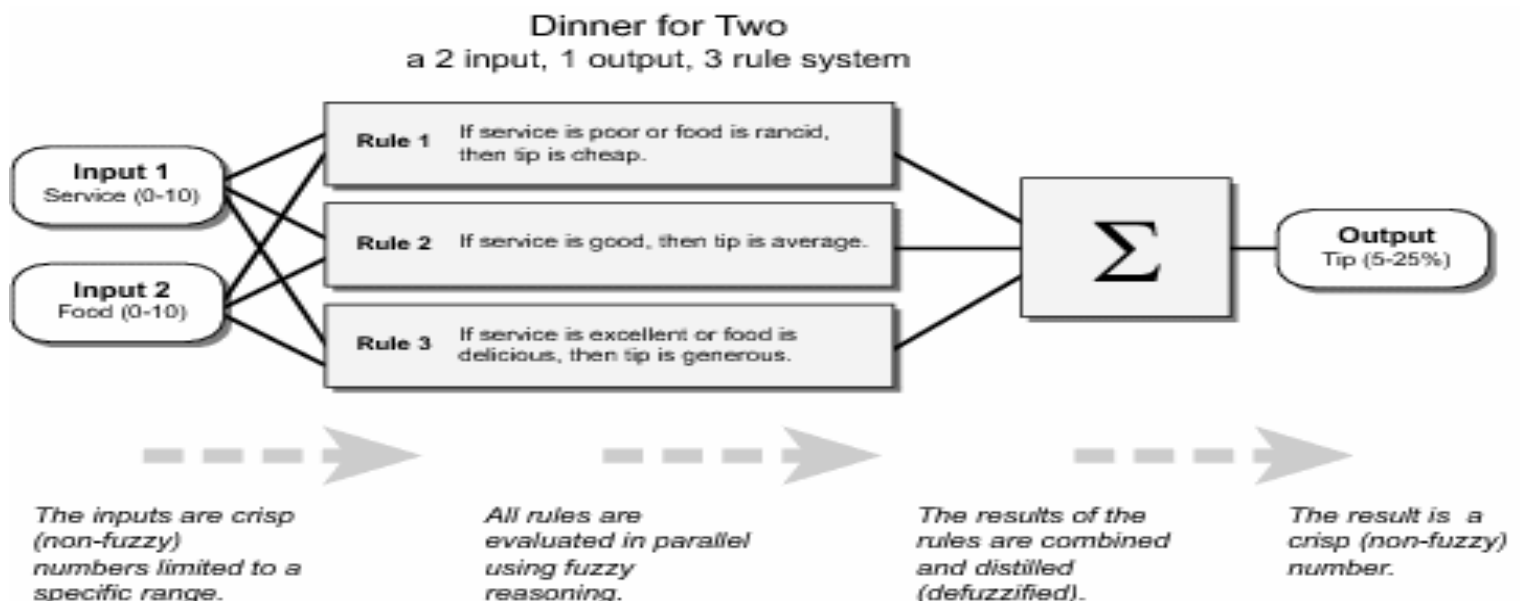 Dinner for Two
a 2 input, 1 output, 3 rule system
Input 1
Service (0-10)
Input 2
Food (0-10)
Rule 1
If service is poor or food is rancid,
then tip is cheap.
Rule 2
If service is good, then tip is average.
Rule 3
If service is excellent or food is
delicious, then tip is generous.
Σ
Output
Tip (5-25%)
The inputs are crisp
(non-fuzzy)
numbers limited to a
specific range.
All rules are
evaluated in parallel
using fuzzy
reasoning.
The results of the
rules are combined
and distilled
(defuzzified).
The result is a
crisp (non-fuzzy)
number.